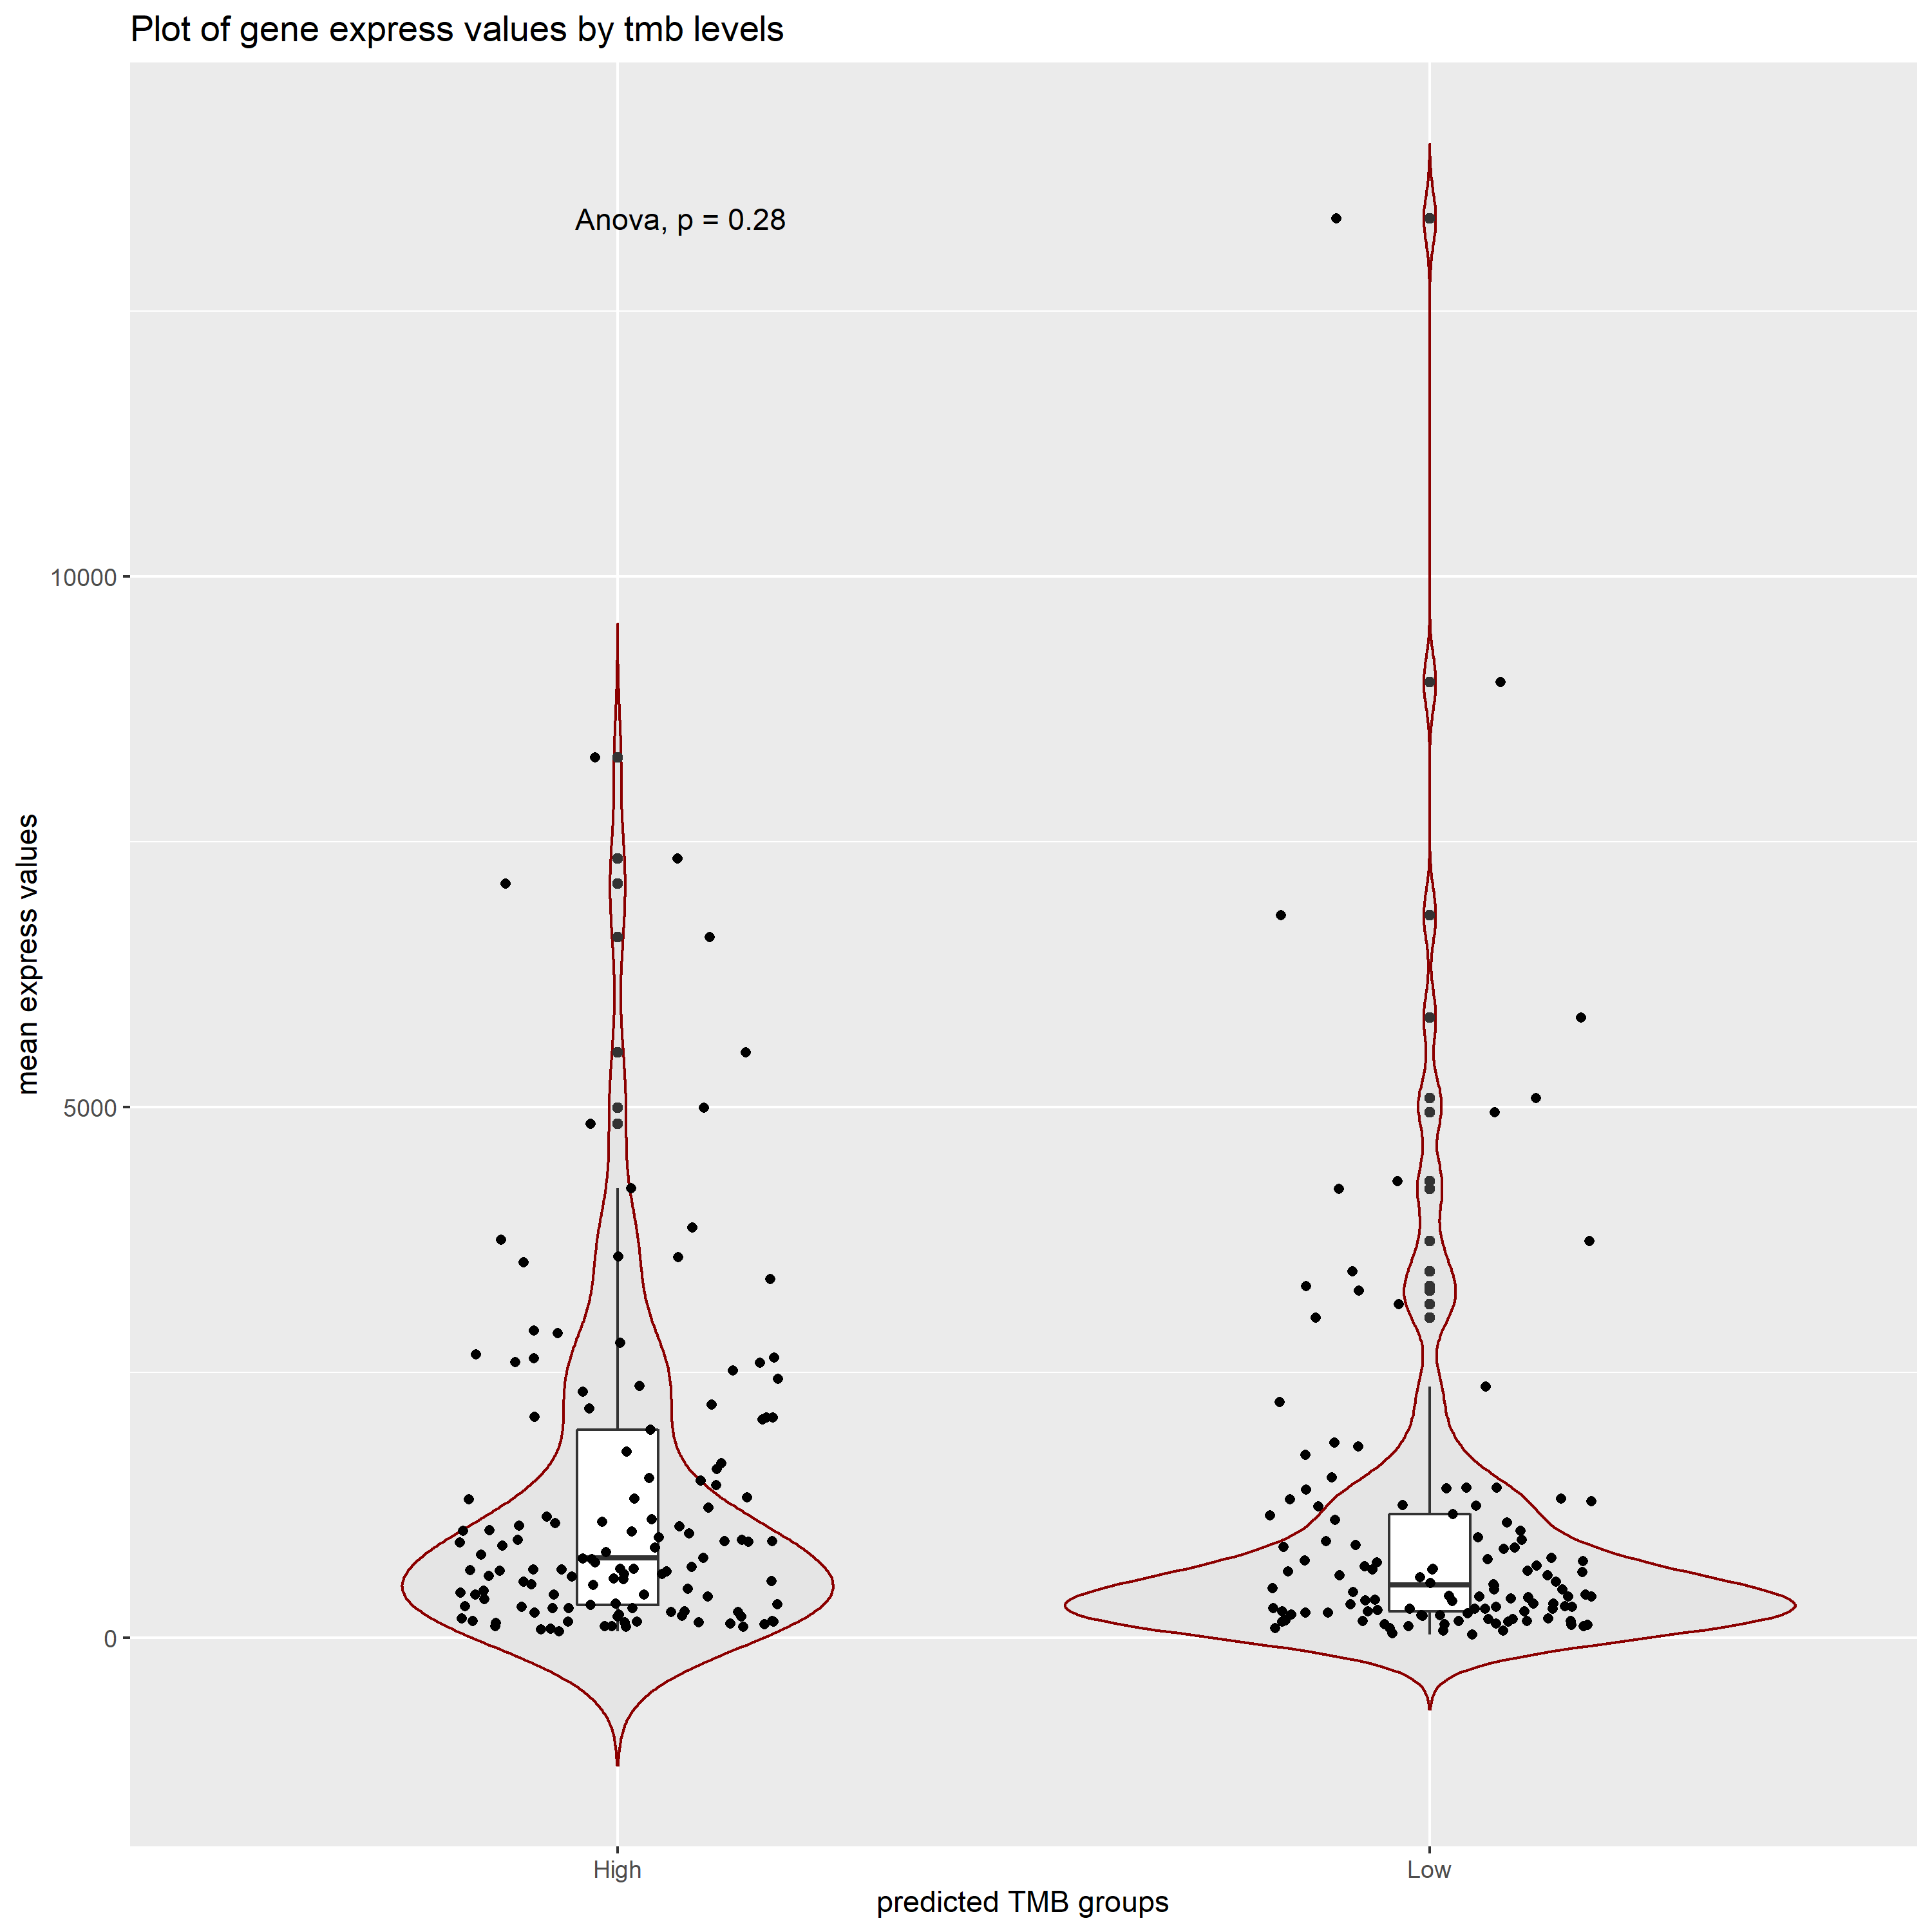 Plot of gene express values by tmb levels
Anova, p = 0.28
10000
5000
0
mean express values
High
Low
predicted TMB groups